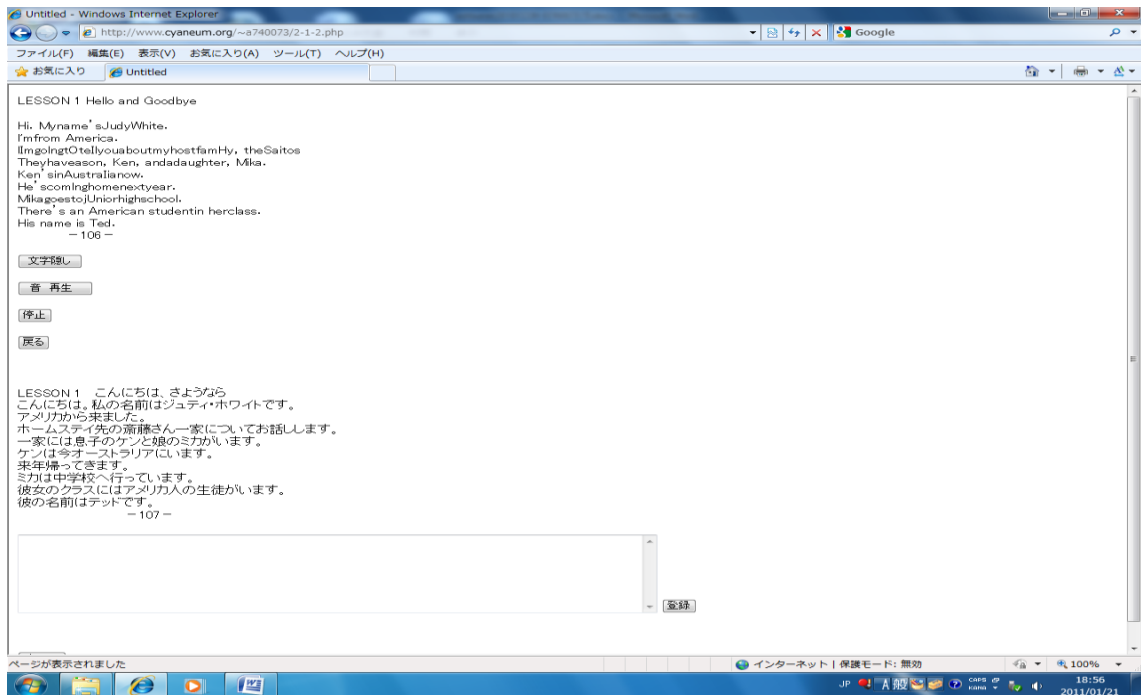 Untitled - Windows Internet Explorer
http://www.cyaneum.org/~a740073/2-1-2.php
Google
ファイル(F) 編集(E) 表示(V) お気に入り(A) ツール(T) ヘルプ(H)
お気に入り Untitled
LESSON 1 Hello and Goodbye
Hi. Myname'sJudyWhite.
I'mfrom America.
IImgoIngtOteIIyouaboutmyhostfamHy, theSaitos
Theyhaveason, Ken, andadaughter, Mika.
Ken'sinAustraIianow.
He'scomInghomenextyear.
MikagoestojUniorhighschool.
There's an American studentin herclass.
His name is Ted.
－106－
文字隠し
音 再生
停止
戻る
LESSON 1　こんにちは、さようなら
こんにちは。私の名前はジュディ・ホワイトです。
アメリカから来ました。
ホームステイ先の斎藤さん一家についてお話しします。
一家には息子のケンと娘のミカがいます。
ケンは今オーストラリアにいます。
来年帰ってきます。
ミカは中学校へ行っています。
彼女のクラスにはアメリカ人の生徒がいます。
彼の名前はテッドです。
－107－
登録
ページが表示されました
インターネット | 保護モード: 無効
100%
JP A 般 CAPS KANA
18:56
2011/01/21